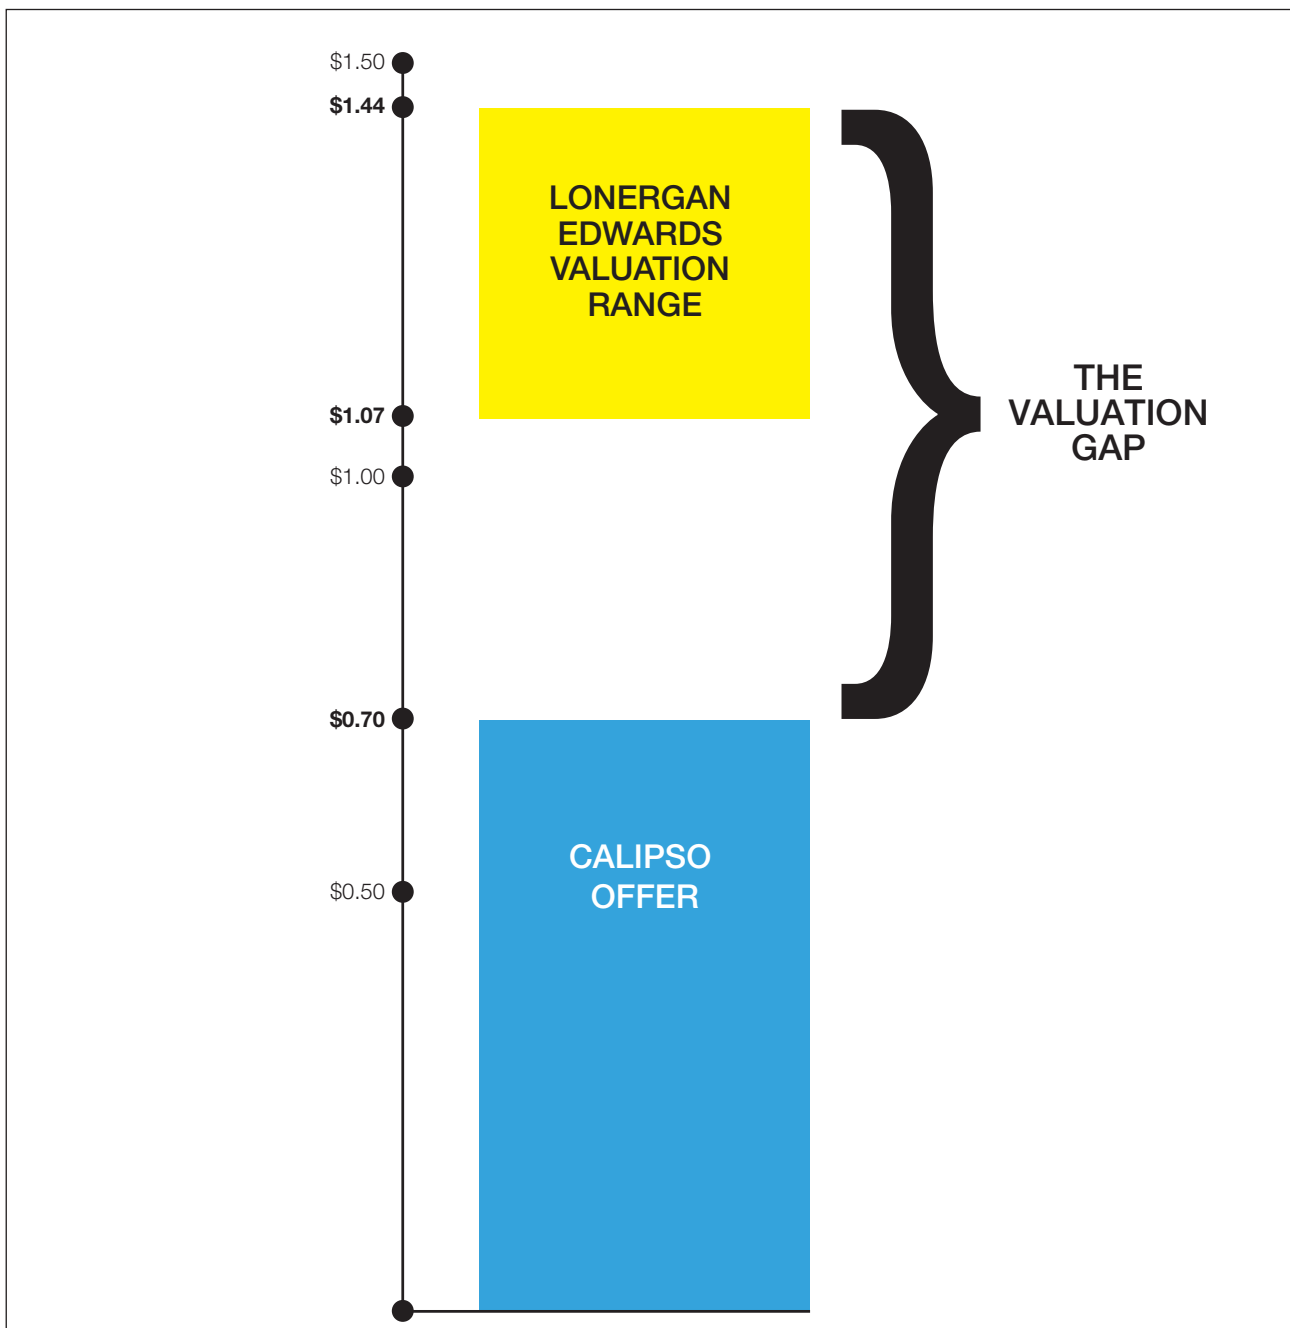 $1.50
$1.44
LONERGAN
EDWARDS
VALUATION
RANGE
$1.07
$1.00
THE
VALUATION
GAP
$0.70
CALIPSO
OFFER
$0.50